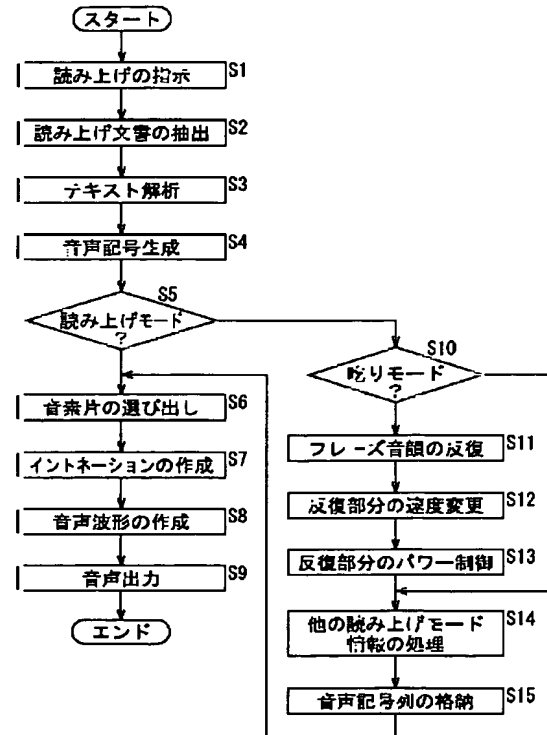 スタート
読み上げの指示 S1
読み上げ文書の抽出 S2
テキスト解析 S3
音声記号生成 S4
S5
読み上げモード
?
音素片の選び出し S6
イントネーションの作成 S7
音声波形の作成 S8
音声出力 S9
エンド
S10
吃りモード
?
フレーズ音韻の反復 S11
反復部分の速度変更 S12
反復部分のパワー制御 S13
他の読み上げモード S14
情報の処理
音声記号列の格納 S15